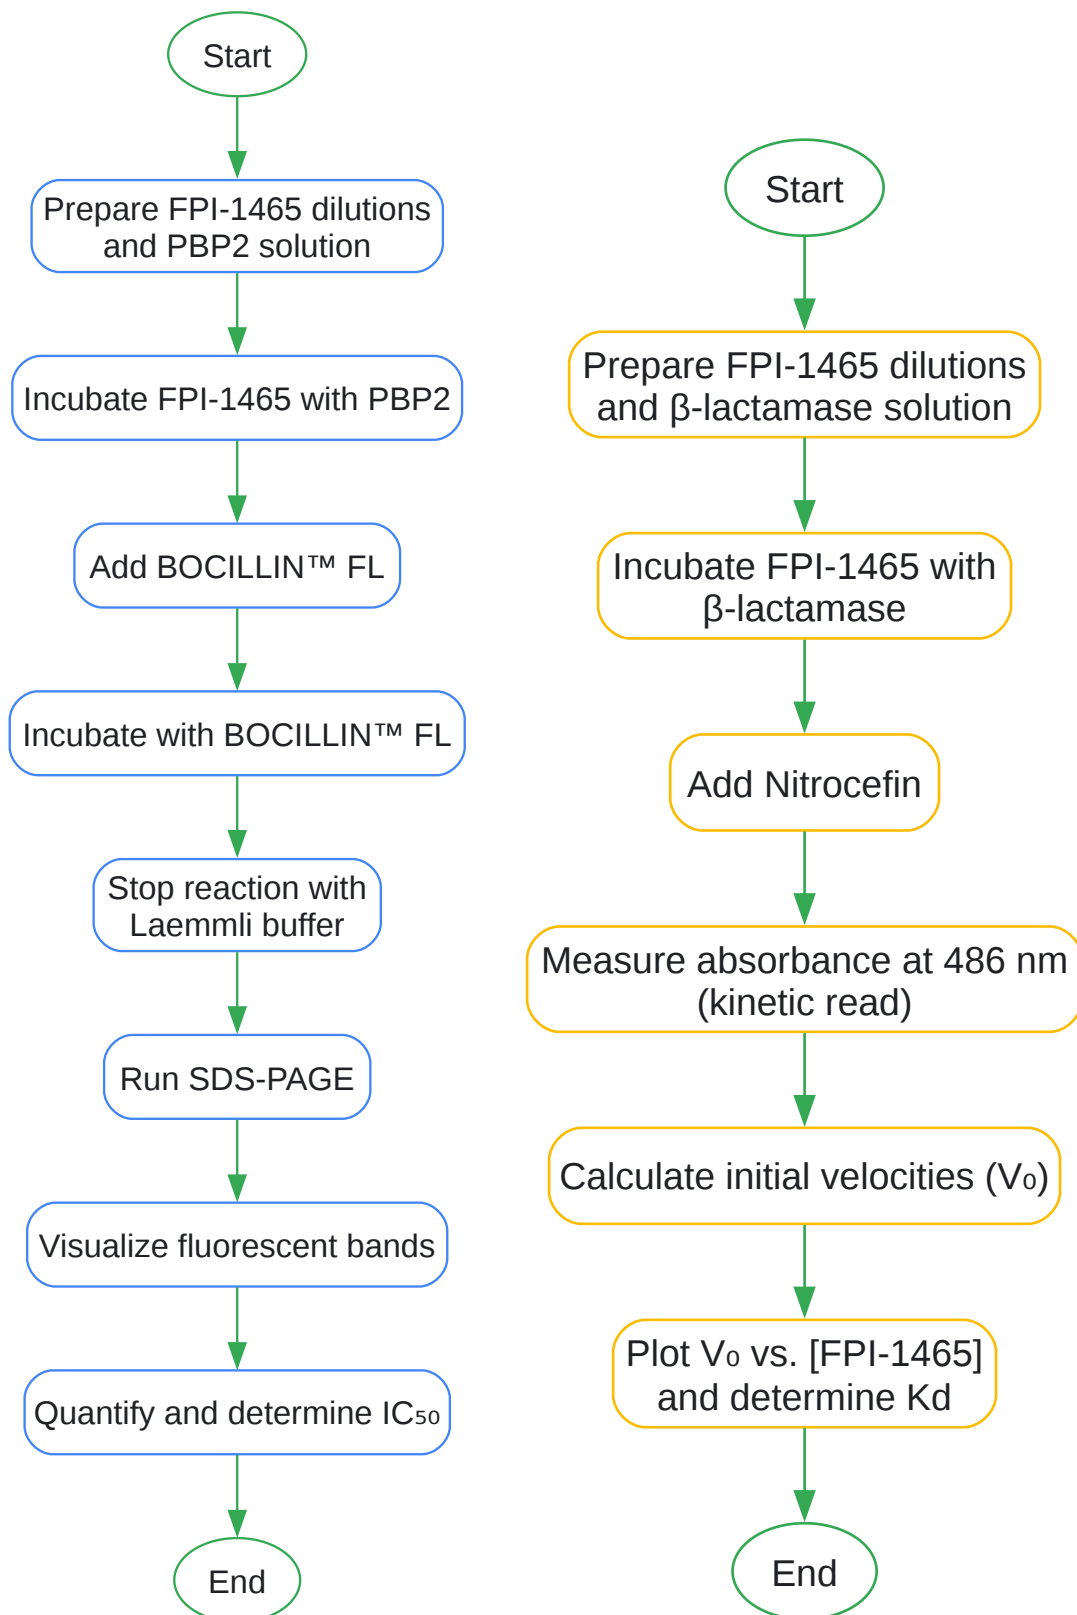 Start
Prepare FPI-1465 dilutions
and PBP2 solution
Incubate FPI-1465 with PBP2
Add BOCILLIN™ FL
Incubate with BOCILLIN™ FL
Stop reaction with
Laemmli buffer
Run SDS-PAGE
Visualize fluorescent bands
Quantify and determine IC₅₀
End
Start
Prepare FPI-1465 dilutions
and β-lactamase solution
Incubate FPI-1465 with
β-lactamase
Add Nitrocefin
Measure absorbance at 486 nm
(kinetic read)
Calculate initial velocities (V₀)
Plot V₀ vs. [FPI-1465]
and determine Kd
End